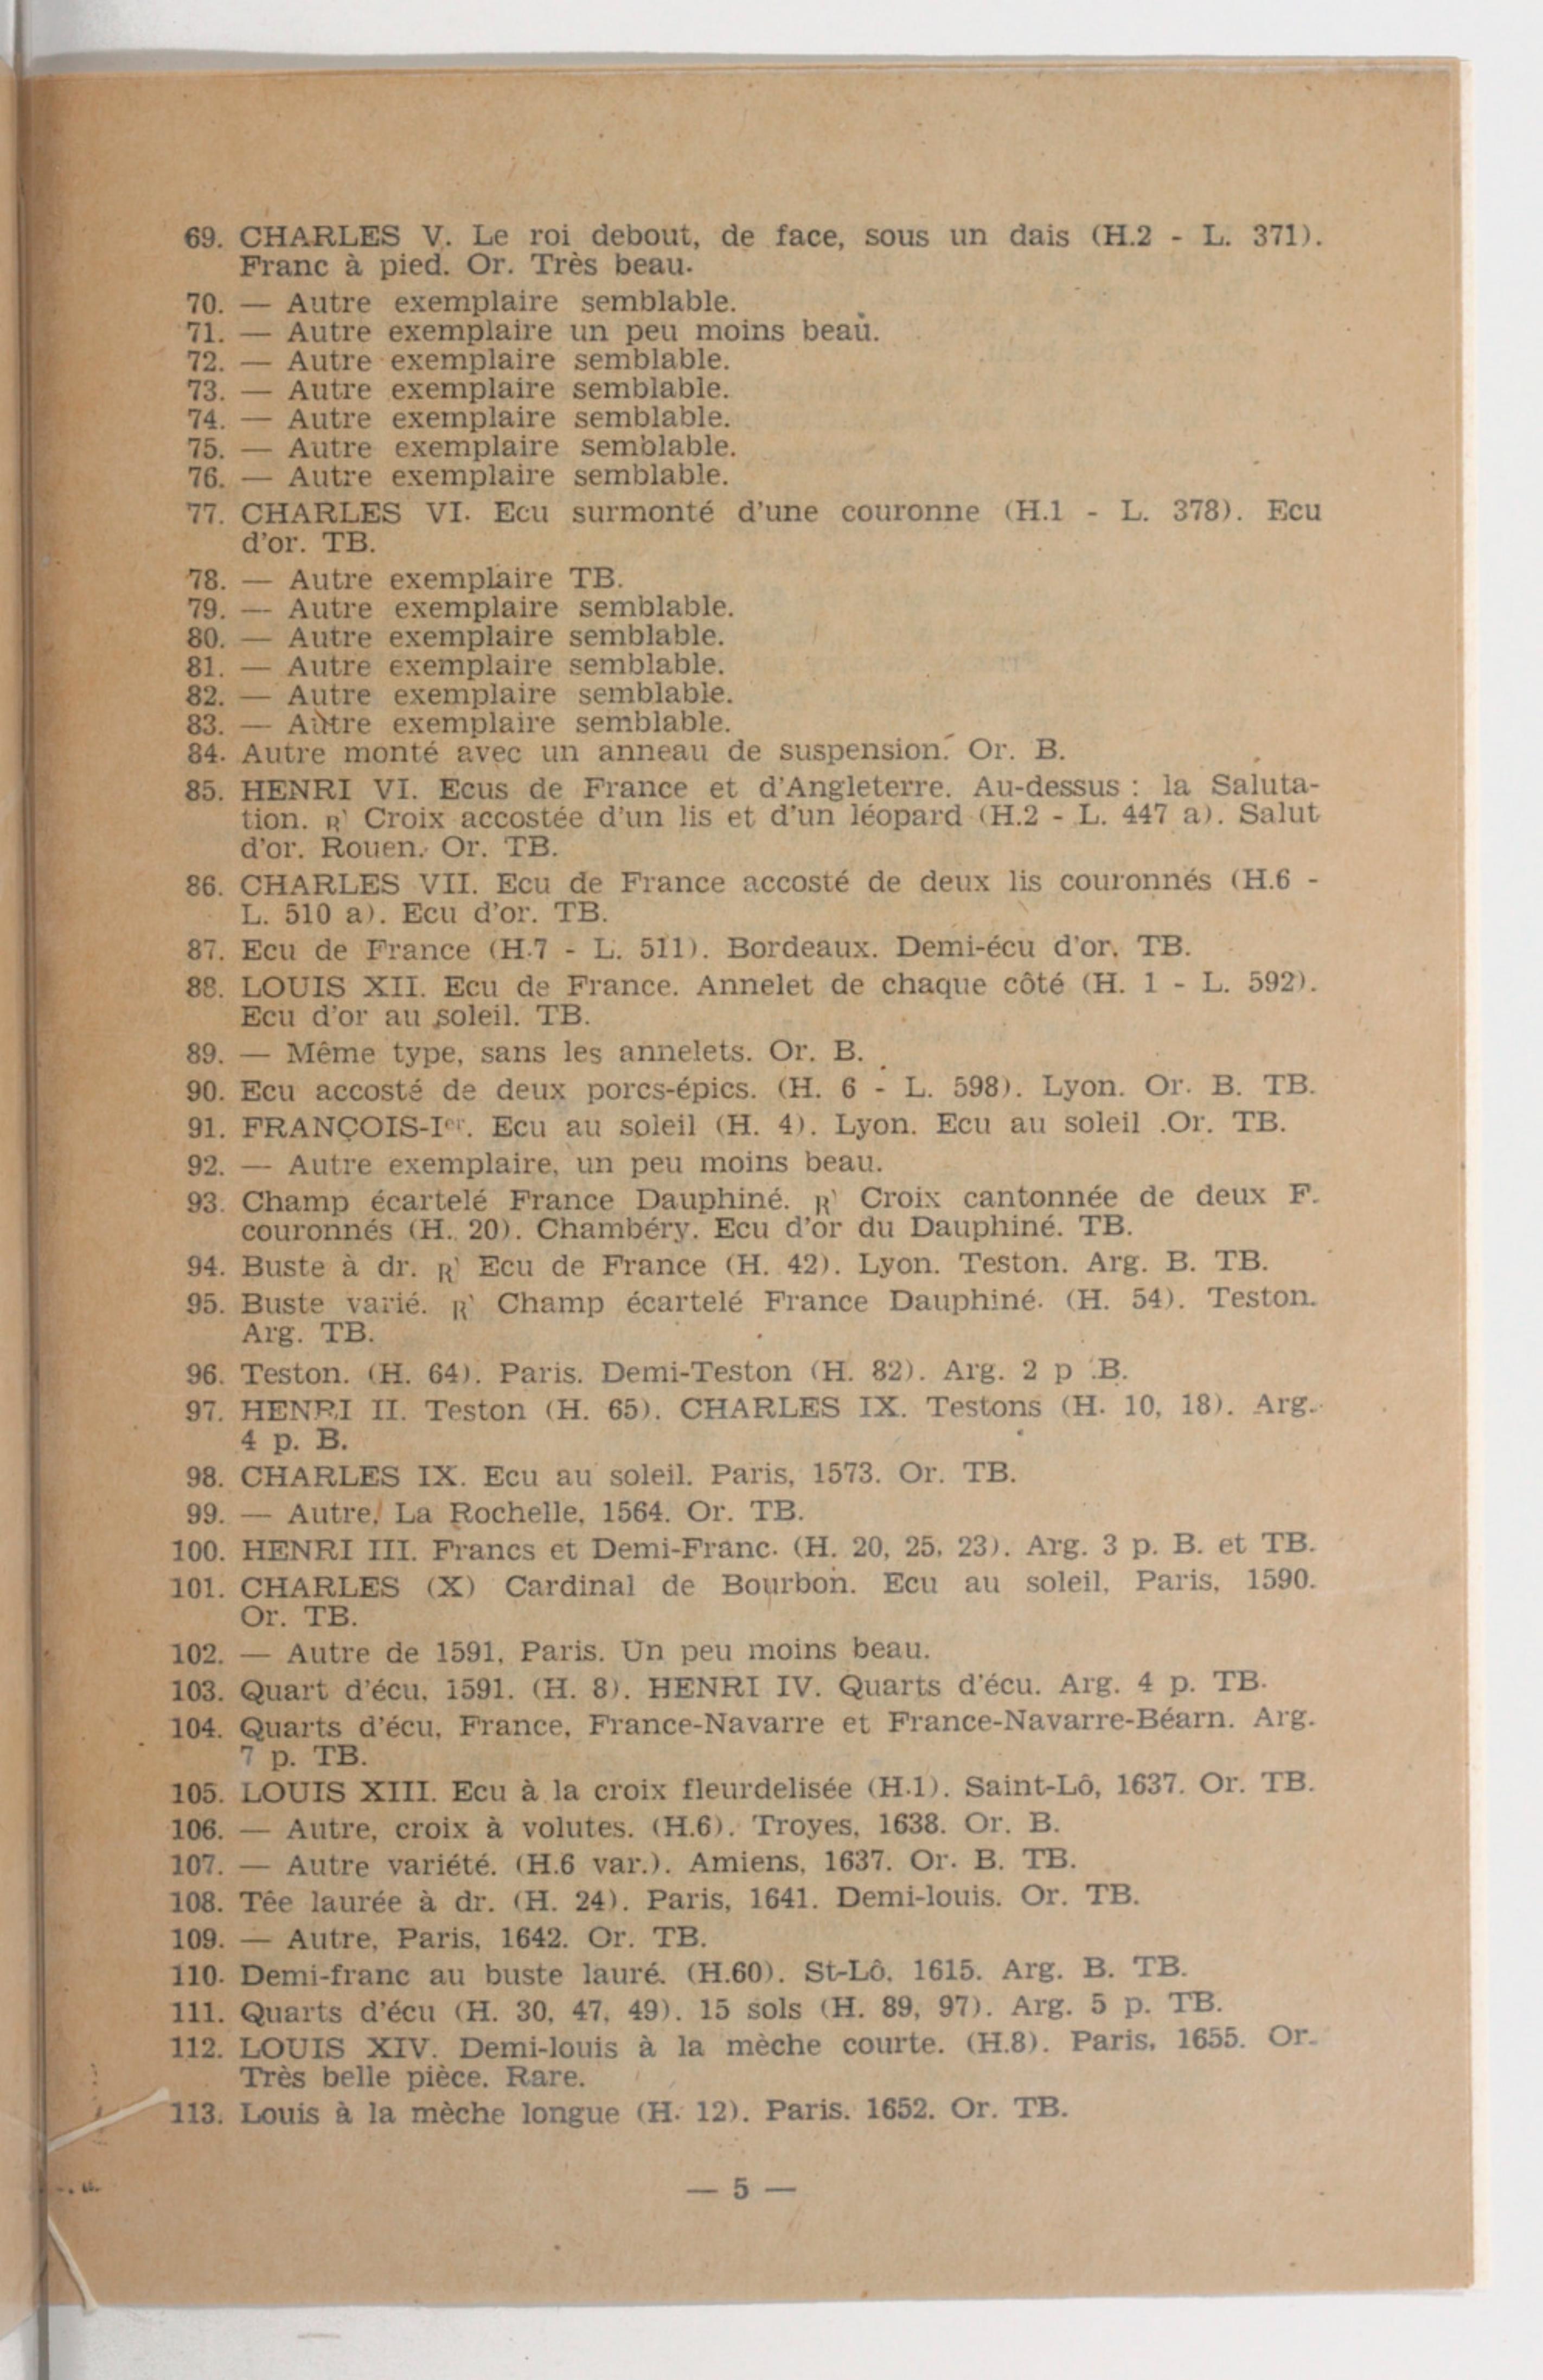 69. CHARLES V. Le roi debout, de face, sous un dais (H.2 - L. 371).
Franc à pied. Or. Très beau.
70. — Autre exemplaire semblable.
71. — Autre exemplaire un peu moins beau.
72. — Autre exemplaire semblable.
73. — Autre exemplaire semblable.
74. — Autre exemplaire semblable.
75. — Autre exemplaire semblable.
76. — Autre exemplaire semblable.
77. CHARLES VI. Ecu surmonté d'une couronne (H.1 - L. 378). Ecu
d'or. TB.
78. — Autre exemplaire TB.
79. — Autre exemplaire semblable.
80. — Autre exemplaire semblable.
81. — Autre exemplaire semblable.
82. — Autre exemplaire semblable.
83. — Autre exemplaire semblable.
84. Autre monté avec un anneau de suspension. Or. B.
85. HENRI VI. Ecus de France et d'Angleterre. Au-dessus : la Saluta-
tion. R' Croix accostée d'un lis et d'un léopard (H.2 - L. 447 a). Salut
d'or. Rouen. Or. TB.
86. CHARLES VII. Ecu de France accosté de deux lis couronnés (H.6 -
L. 510 a). Ecu d'or. TB.
87. Ecu de France (H.7 - L. 511). Bordeaux. Demi-écu d'or. TB.
88. LOUIS XII. Ecu de France. Annelet de chaque côté (H. 1 - L. 592).
Ecu d'or au soleil. TB.
89. — Même type, sans les annelets. Or. B.
90. Ecu accosté de deux porcs-épics. (H. 6 - L. 598). Lyon. Or. B. TB.
91. FRANÇOIS-Ier. Ecu au soleil (H. 4). Lyon. Ecu au soleil .Or. TB.
92. — Autre exemplaire, un peu moins beau.
93. Champ écartelé France Dauphiné. R' Croix cantonnée de deux F.
couronnés (H. 20). Chambéry. Ecu d'or du Dauphiné. TB.
94. Buste à dr. R' Ecu de France (H. 42). Lyon. Teston. Arg. B. TB.
95. Buste varié. R' Champ écartelé France Dauphiné. (H. 54). Teston.
Arg. TB.
96. Teston. (H. 64). Paris. Demi-Teston (H. 82). Arg. 2 p .B.
97. HENRI II. Teston (H. 65). CHARLES IX. Testons (H. 10, 18). Arg.
4 p. B.
98. CHARLES IX. Ecu au soleil. Paris, 1573. Or. TB.
99. — Autre, La Rochelle, 1564. Or. TB.
100. HENRI III. Francs et Demi-Franc. (H. 20, 25, 23). Arg. 3 p. B. et TB.
101. CHARLES (X) Cardinal de Bourbon. Ecu au soleil, Paris, 1590.
Or. TB.
102. — Autre de 1591, Paris. Un peu moins beau.
103. Quart d'écu, 1591. (H. 8). HENRI IV. Quarts d'écu. Arg. 4 p. TB.
104. Quarts d'écu, France, France-Navarre et France-Navarre-Béarn. Arg.
7 p. TB.
105. LOUIS XIII. Ecu à la croix fleurdelisée (H.1). Saint-Lô, 1637. Or. TB.
106. — Autre, croix à volutes. (H.6). Troyes, 1638. Or. B.
107. — Autre variété. (H.6 var.). Amiens, 1637. Or. B. TB.
108. Têe laurée à dr. (H. 24). Paris, 1641. Demi-louis. Or. TB.
109. — Autre, Paris, 1642. Or. TB.
110. Demi-franc au buste lauré. (H.60). St-Lô, 1615. Arg. B. TB.
111. Quarts d'écu (H. 30, 47, 49). 15 sols (H. 89, 97). Arg. 5 p. TB.
112. LOUIS XIV. Demi-louis à la mèche courte. (H.8). Paris, 1655. Or.
Très belle pièce. Rare.
113. Louis à la mèche longue (H. 12). Paris. 1652. Or. TB.
— 5 —